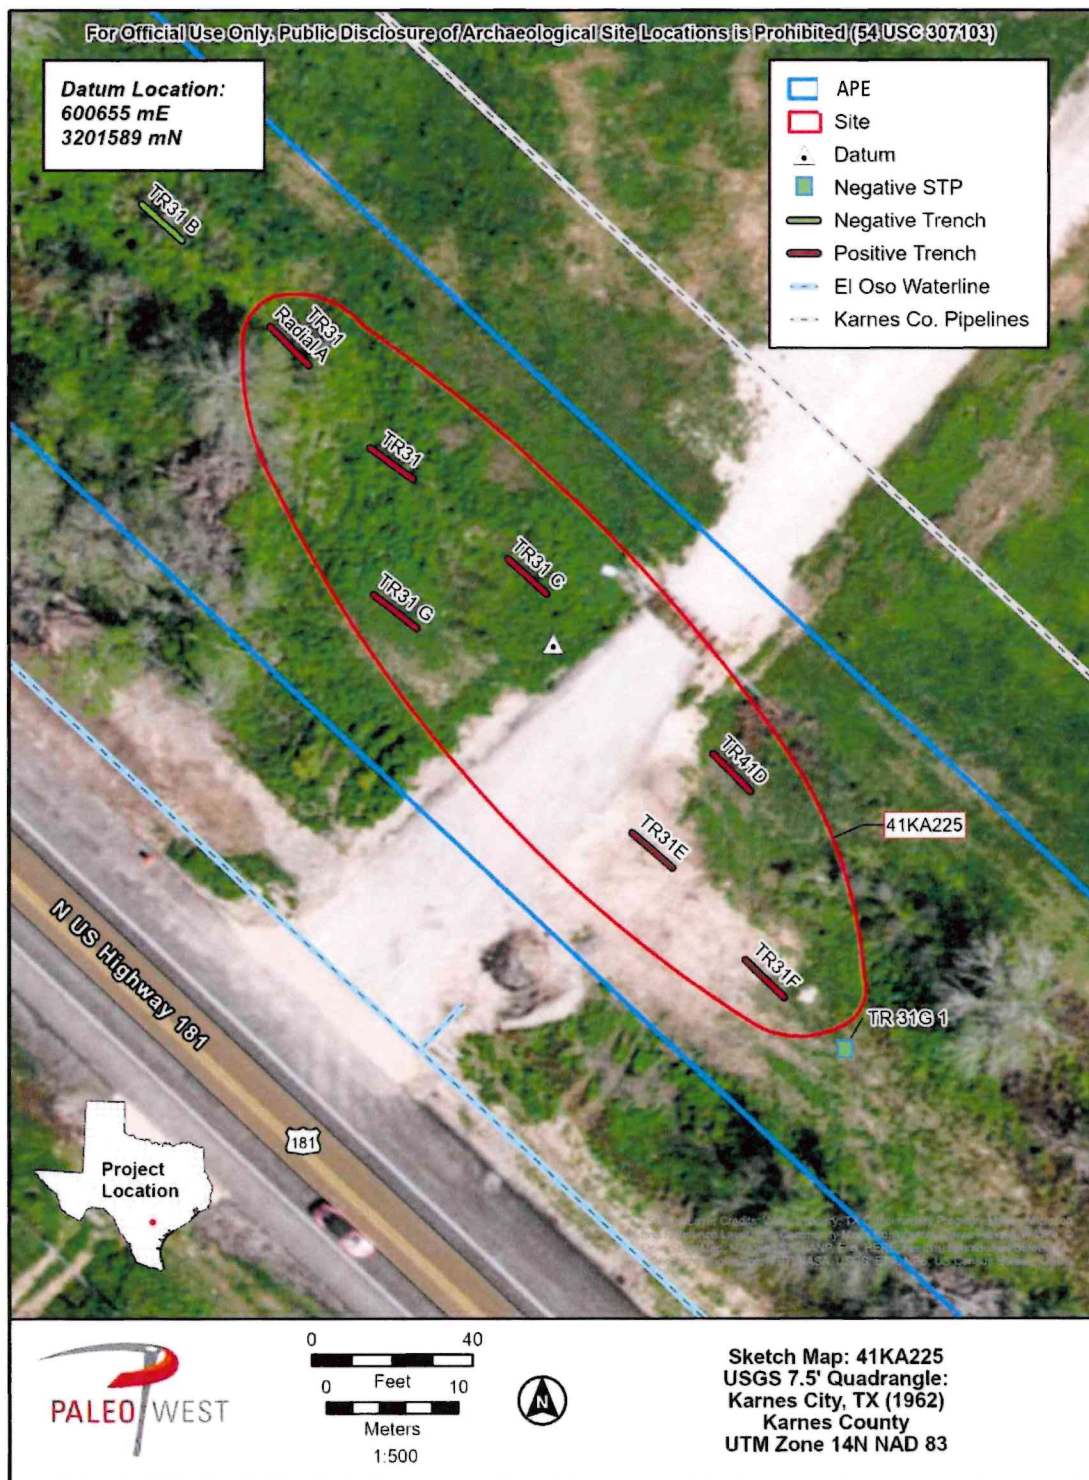 For Official Use Only. Public Disclosure of Archaeological Site Locations is Prohibited (54 USC 307103)
Datum Location:
600655 mE
3201589 mN
APE
Site
Datum
Negative STP
Negative Trench
Positive Trench
El Oso Waterline
Karnes Co. Pipelines
TR31 B
TR31
Radial A
TR31
TR31 C
TR31 G
TR41D
TR31E
41KA225
TR31F
TR 31G 1
N US Highway 181
181
Project
Location
PALEO WEST
0 40
Feet
0 10
Meters
1:500
N
Sketch Map: 41KA225
USGS 7.5' Quadrangle:
Karnes City, TX (1962)
Karnes County
UTM Zone 14N NAD 83